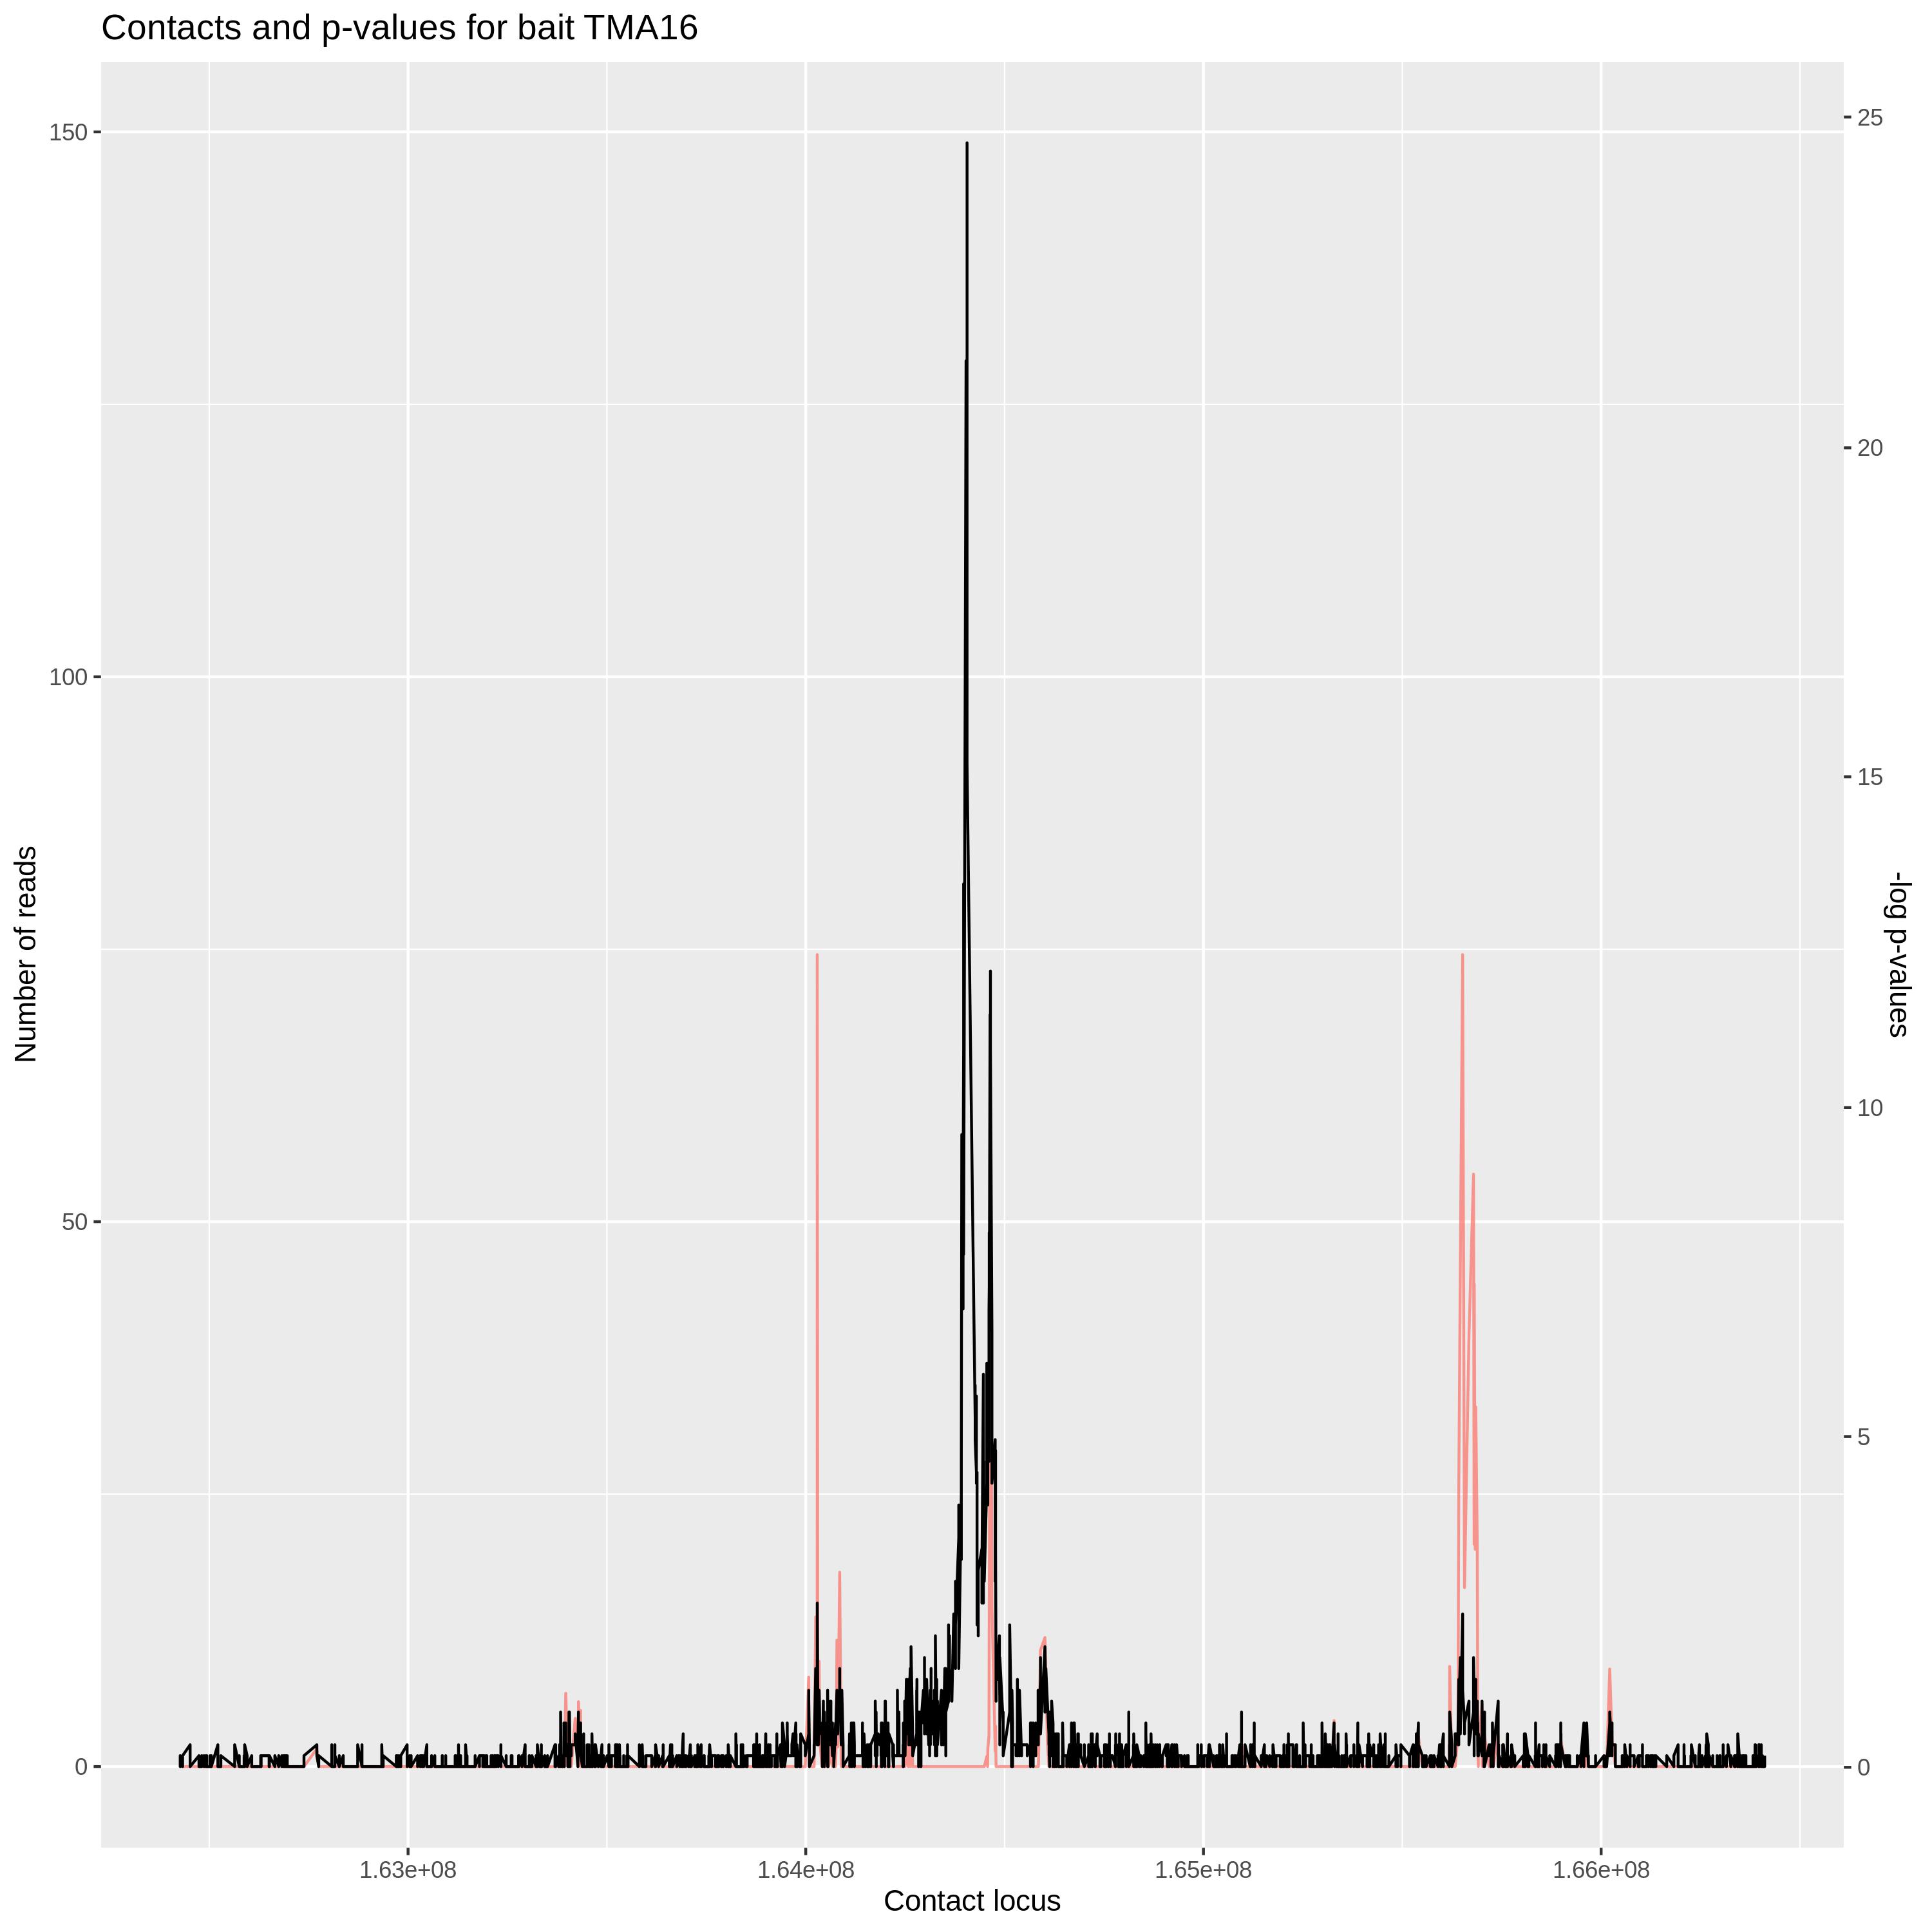 Contacts and p-values for bait TMA16
150
100
50
0
Number of reads
25
20
15
10
5
0
-log p-values
1.63e+08
1.64e+08
1.65e+08
1.66e+08
Contact locus